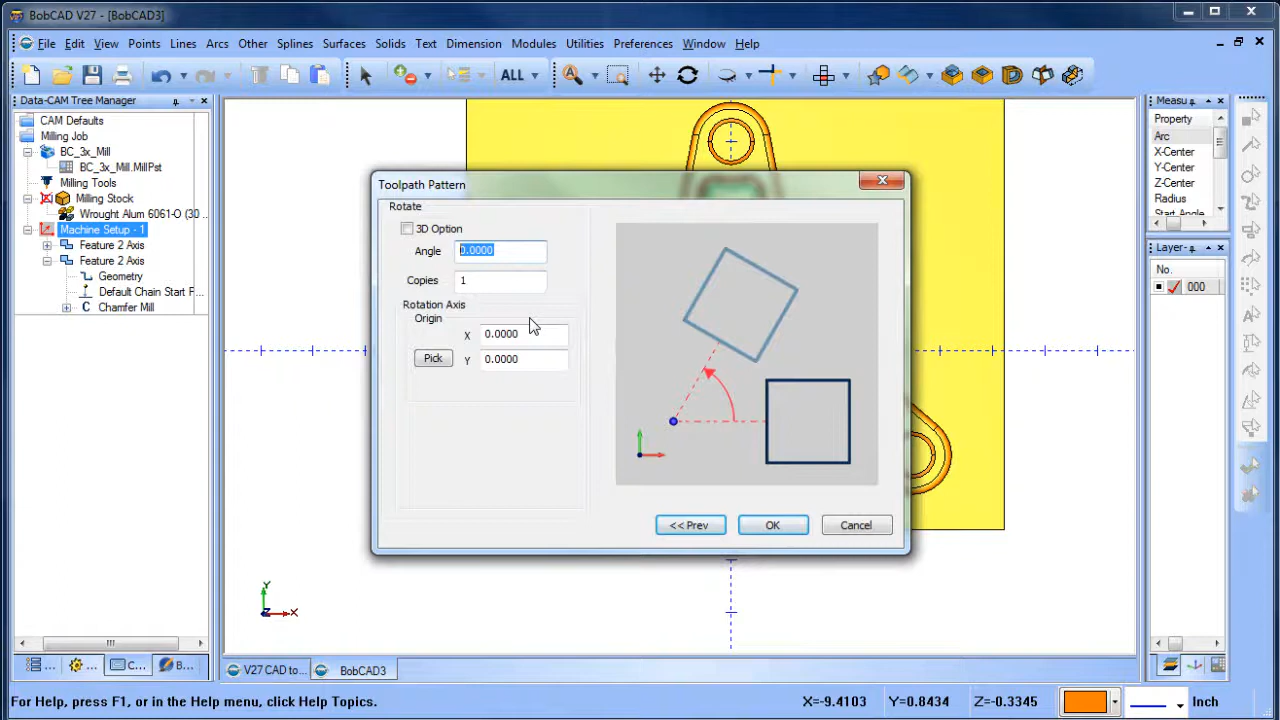 BobCAD V27 - [BobCAD3]
File Edit View Points Lines Arcs Other Splines Surfaces Solids Text Dimension Modules Utilities Preferences Window Help
ALL
Data-CAM Tree Manager
CAM Defaults
Milling Job
BC_3x_Mill
BC_3x_Mill.MillPst
Milling Tools
Milling Stock
Wrought Alum 6061-O (30 ...
Machine Setup - 1
Feature 2 Axis
Feature 2 Axis
Geometry
Default Chain Start P...
C Chamfer Mill
Toolpath Pattern
Rotate
3D Option
Angle 0.0000
Copies 1
Rotation Axis
Origin
X 0.0000
Pick Y 0.0000
<< Prev OK Cancel
Y
Z X
Measu
Property
Arc
X-Center
Y-Center
Z-Center
Radius
Start Angle
Layer-
No.
000
... ... C... B...
V27 CAD to... BobCAD3
For Help, press F1, or in the Help menu, click Help Topics.
X=-9.4103 Y=0.8434 Z=-0.3345 Inch